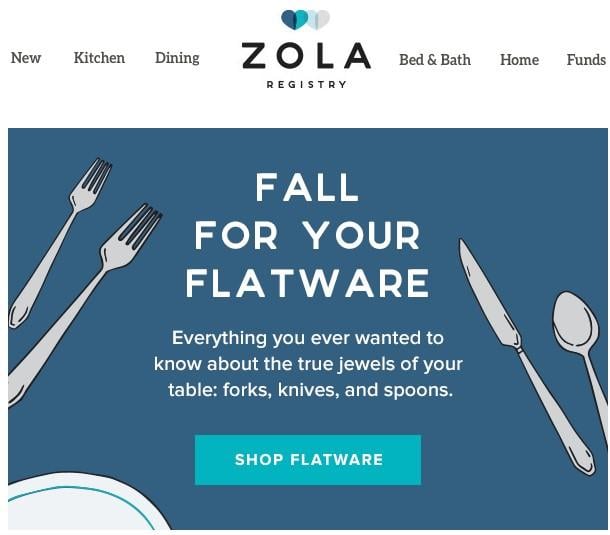 ZOLA
REGISTRY
New Kitchen Dining Bed & Bath Home Funds
FALL
FOR YOUR
FLATWARE
Everything you ever wanted to
know about the true jewels of your
table: forks, knives, and spoons.
SHOP FLATWARE